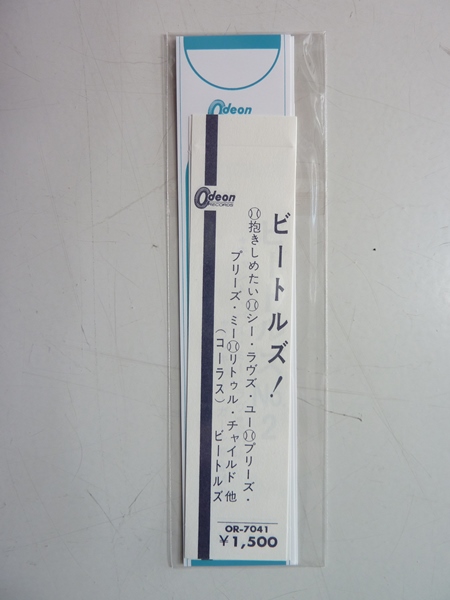 Odeon
Odeon
RECORDS
ビートルズ!
抱きしめたい シー・ラヴズ・ユー プリーズ・
プリーズ・ミー リトゥル・チャイルド 他
(コーラス) ビートルズ
OR-7041
¥1,500